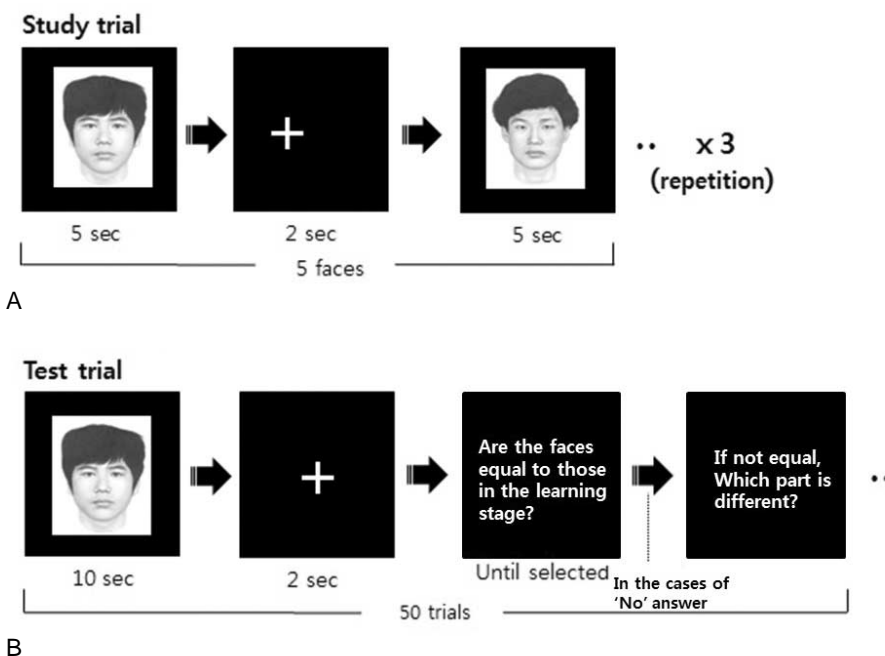 Study trial
5 sec
2 sec
5 sec
·· x 3
(repetition)
5 faces
A
Test trial
Are the faces
equal to those
in the learning
stage?
If not equal,
Which part is
different?
··
10 sec
2 sec
Until selected
In the cases of
‘No’ answer
50 trials
B